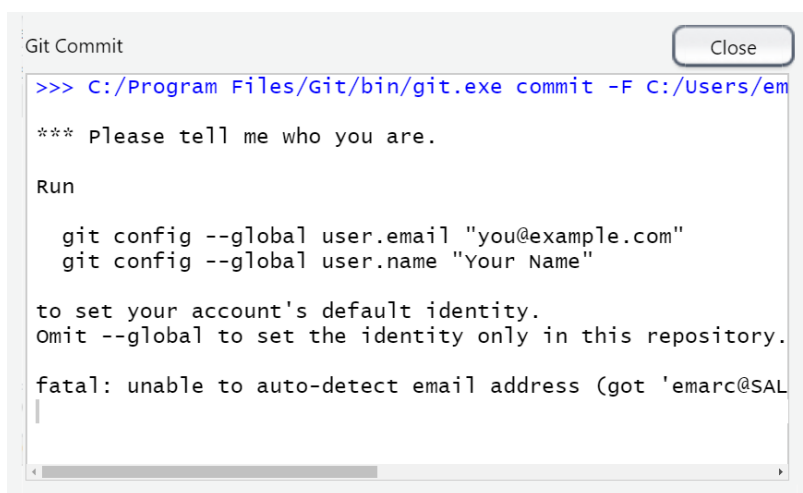 Git Commit
Close
>>> C:/Program Files/Git/bin/git.exe commit -F C:/Users/em
*** Please tell me who you are.
Run
git config --global user.email "you@example.com"
git config --global user.name "Your Name"
to set your account's default identity.
Omit --global to set the identity only in this repository.
fatal: unable to auto-detect email address (got 'emarc@SAL